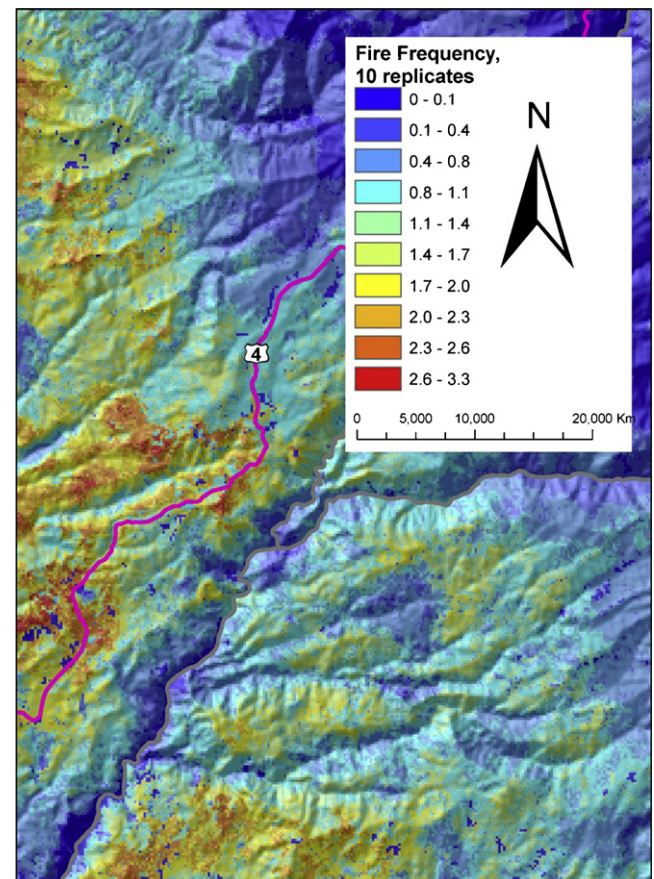 Fire Frequency,
10 replicates
0 - 0.1
0.1 - 0.4
0.4 - 0.8
0.8 - 1.1
1.1 - 1.4
1.4 - 1.7
1.7 - 2.0
2.0 - 2.3
2.3 - 2.6
2.6 - 3.3
N
0 5,000 10,000 20,000 Km
4